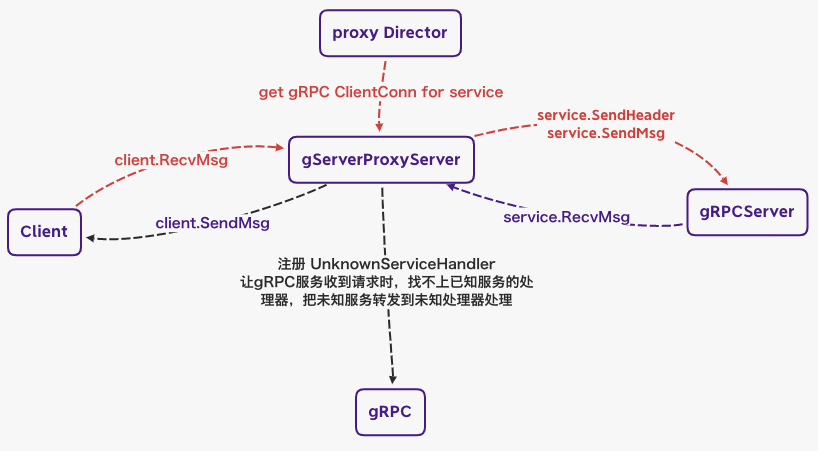 proxy Director
get gRPC ClientConn for service
service.SendHeader
service.SendMsg
client.RecvMsg
gServerProxyServer
Client
client.SendMsg
service.RecvMsg
gRPCServer
注册 UnknownServiceHandler
让gRPC服务收到请求时，找不上已知服务的处
理器，把未知服务转发到未知处理器处理
gRPC